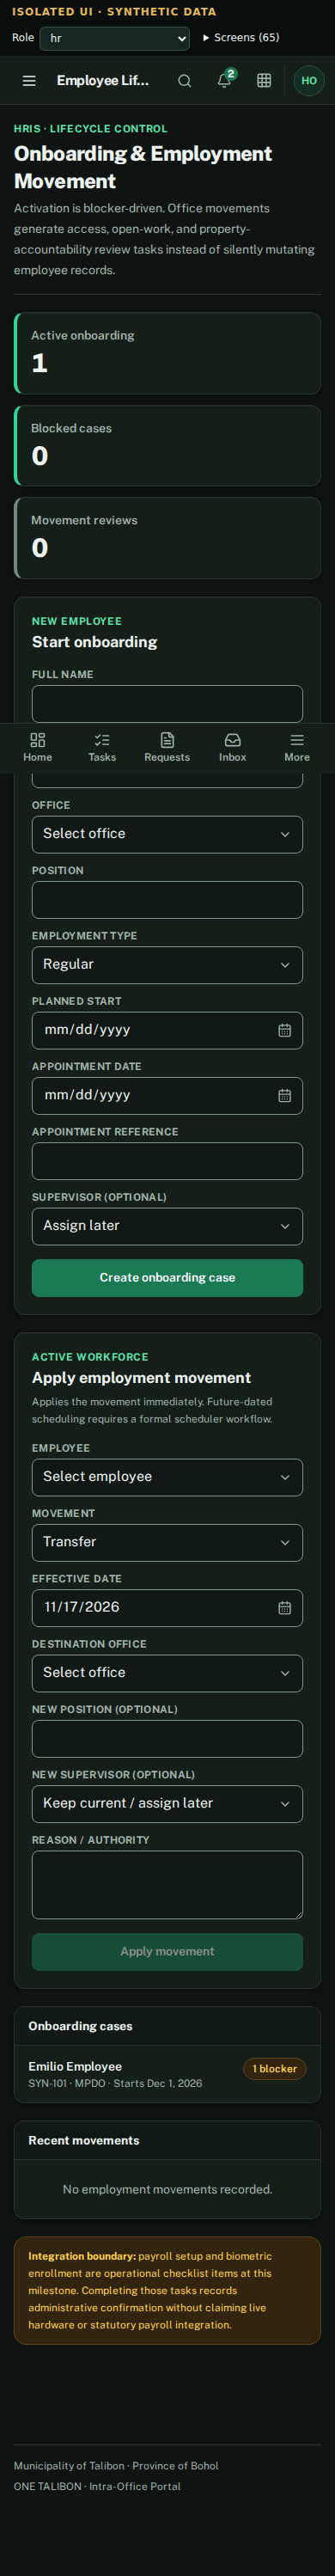 ISOLATED UI · SYNTHETIC DATA
Role hr Screens (65)
Employee Lif... 2 HO
HRIS · LIFECYCLE CONTROL
Onboarding & Employment
Movement
Activation is blocker-driven. Office movements
generate access, open-work, and property-
accountability review tasks instead of silently mutating
employee records.
Active onboarding
1
Blocked cases
0
Movement reviews
0
NEW EMPLOYEE
Start onboarding
FULL NAME
Home Tasks Requests Inbox More
OFFICE
Select office
POSITION
EMPLOYMENT TYPE
Regular
PLANNED START
mm/dd/yyyy
APPOINTMENT DATE
mm/dd/yyyy
APPOINTMENT REFERENCE
SUPERVISOR (OPTIONAL)
Assign later
Create onboarding case
ACTIVE WORKFORCE
Apply employment movement
Applies the movement immediately. Future-dated
scheduling requires a formal scheduler workflow.
EMPLOYEE
Select employee
MOVEMENT
Transfer
EFFECTIVE DATE
11/17/2026
DESTINATION OFFICE
Select office
NEW POSITION (OPTIONAL)
NEW SUPERVISOR (OPTIONAL)
Keep current / assign later
REASON / AUTHORITY
Apply movement
Onboarding cases
Emilio Employee 1 blocker
SYN-101 · MPDO · Starts Dec 1, 2026
Recent movements
No employment movements recorded.
Integration boundary: payroll setup and biometric
enrollment are operational checklist items at this
milestone. Completing those tasks records
administrative confirmation without claiming live
hardware or statutory payroll integration.
Municipality of Talibon · Province of Bohol
ONE TALIBON · Intra-Office Portal